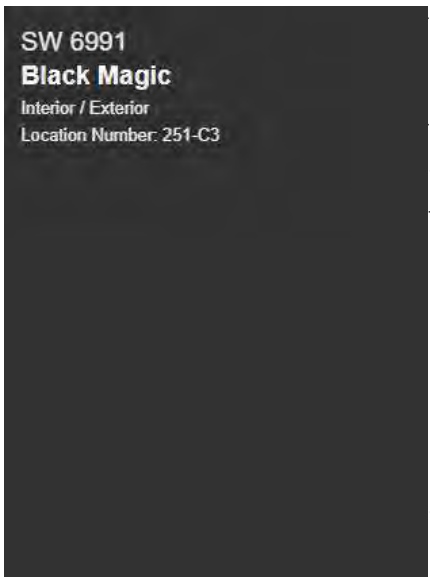 SW 6991
Black Magic
Interior / Exterior
Location Number: 251-C3